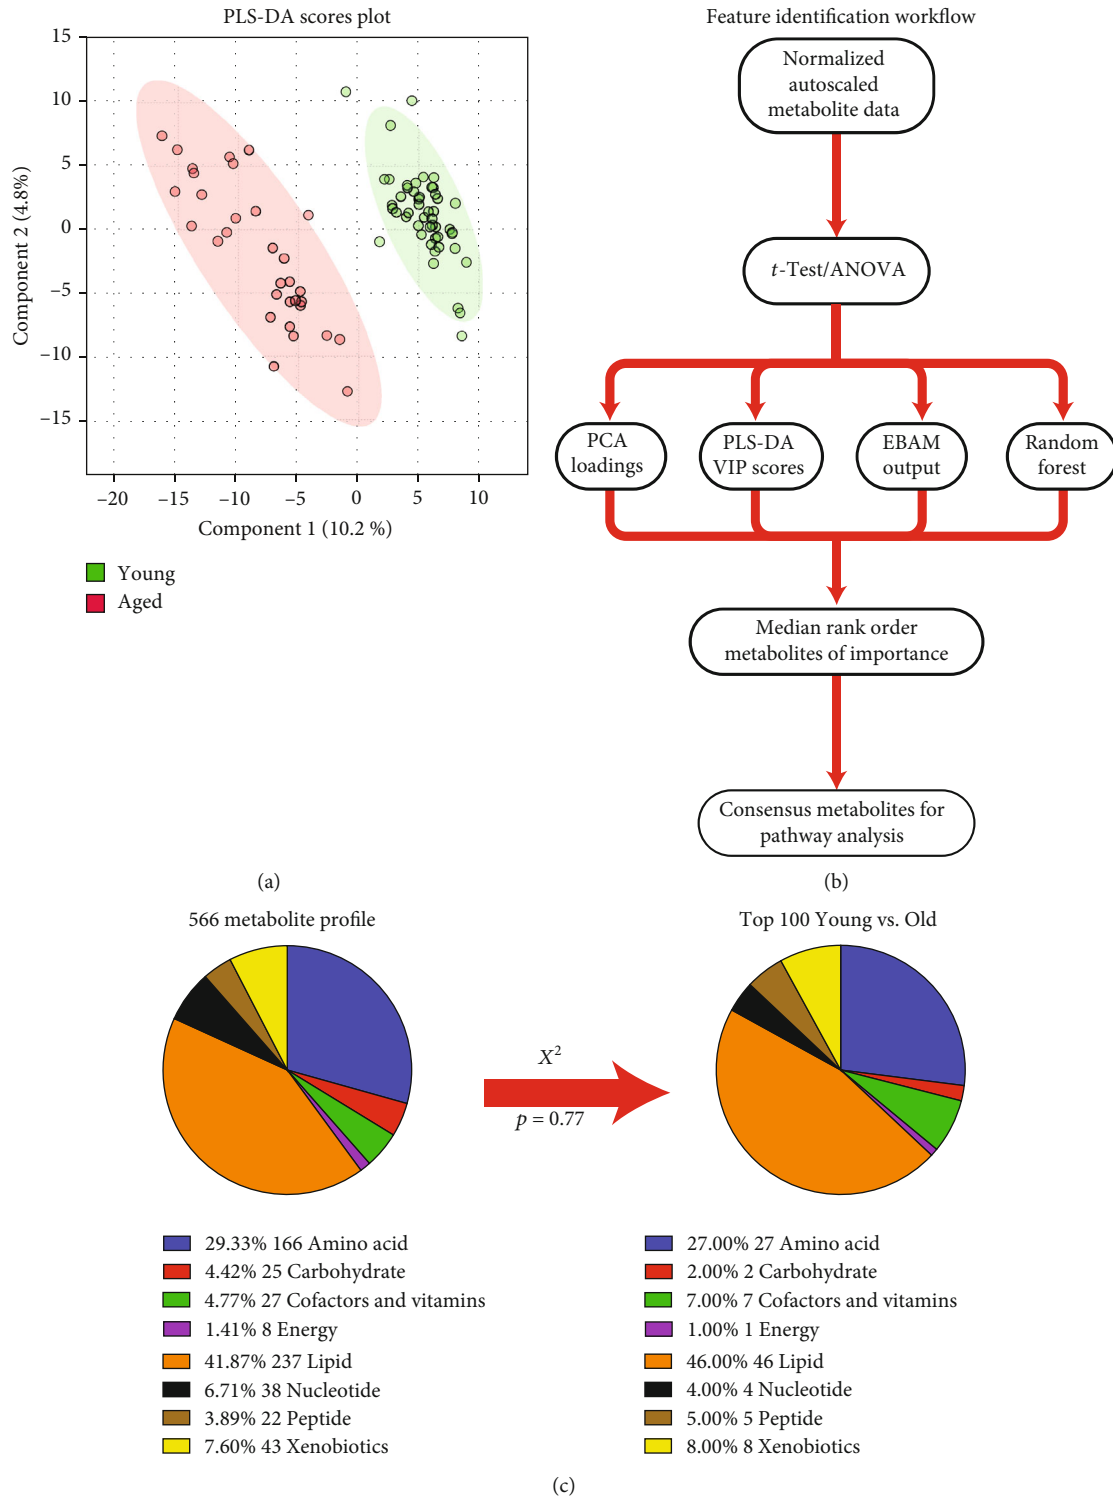 PLS-DA scores plot
15
10
5
0
−5
−10
−15
Component 2 (4.8%)
−20
−15
−10
−5
0
5
10
Component 1 (10.2 %)
Young
Aged
(a)
Feature identification workflow
Normalized
autoscaled
metabolite data
t-Test/ANOVA
PCA
loadings
PLS-DA
VIP scores
EBAM
output
Random
forest
Median rank order
metabolites of importance
Consensus metabolites for
pathway analysis
(b)
566 metabolite profile
29.33% 166 Amino acid
4.42% 25 Carbohydrate
4.77% 27 Cofactors and vitamins
1.41% 8 Energy
41.87% 237 Lipid
6.71% 38 Nucleotide
3.89% 22 Peptide
7.60% 43 Xenobiotics
X²
p = 0.77
Top 100 Young vs. Old
27.00% 27 Amino acid
2.00% 2 Carbohydrate
7.00% 7 Cofactors and vitamins
1.00% 1 Energy
46.00% 46 Lipid
4.00% 4 Nucleotide
5.00% 5 Peptide
8.00% 8 Xenobiotics
(c)